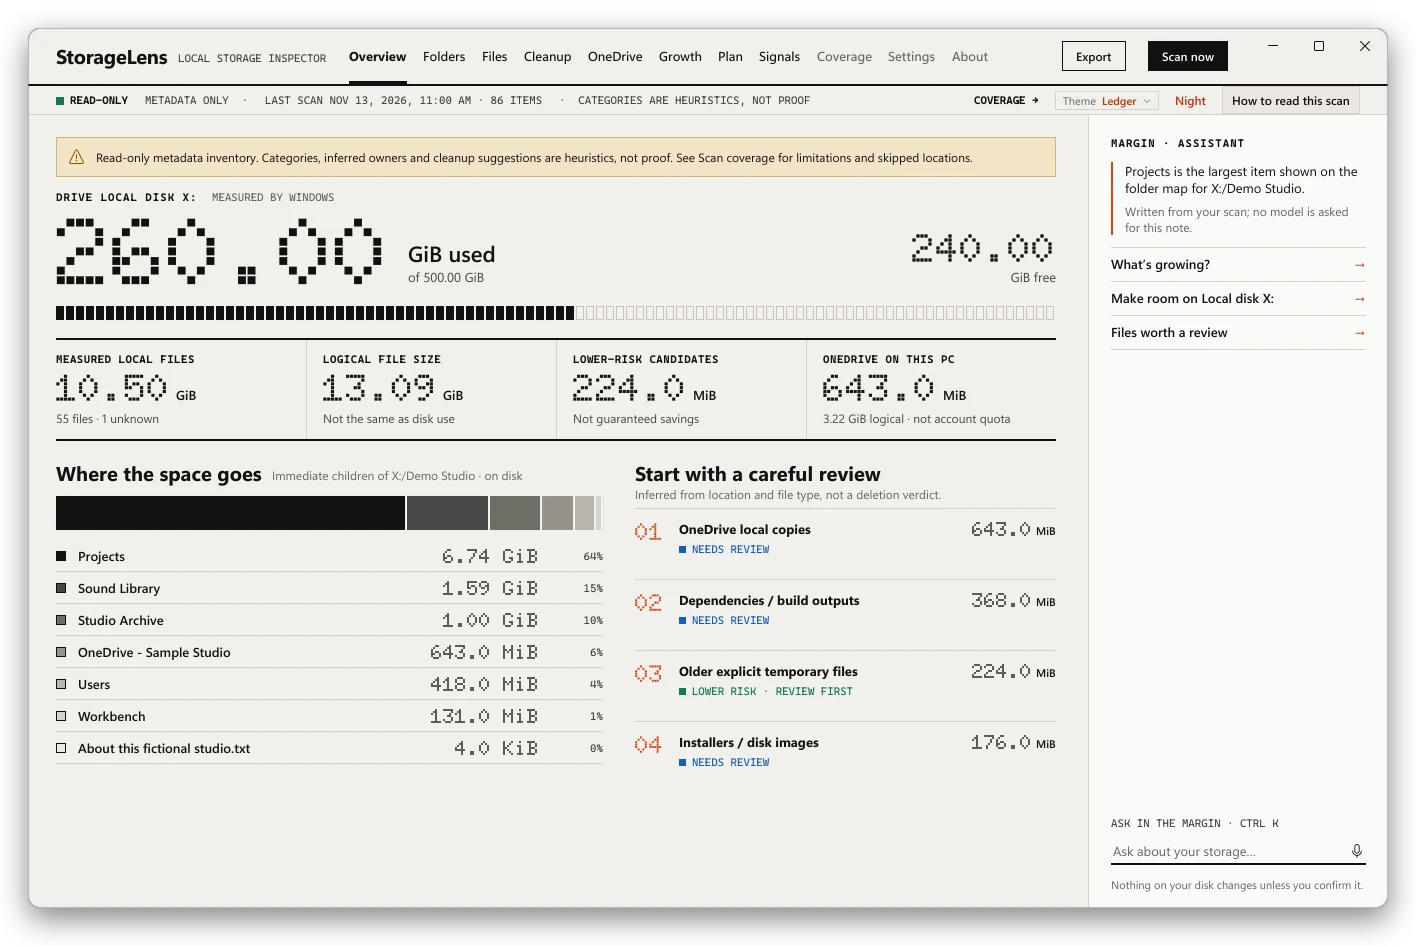 StorageLens LOCAL STORAGE INSPECTOR Overview Folders Files Cleanup OneDrive Growth Plan Signals Coverage Settings About Export Scan now
READ-ONLY METADATA ONLY · LAST SCAN NOV 13, 2026, 11:00 AM · 86 ITEMS · CATEGORIES ARE HEURISTICS, NOT PROOF COVERAGE → Theme Ledger Night How to read this scan
Read-only metadata inventory. Categories, inferred owners and cleanup suggestions are heuristics, not proof. See Scan coverage for limitations and skipped locations.
DRIVE LOCAL DISK X: MEASURED BY WINDOWS
260.00 GiB used
of 500.00 GiB
240.00
GiB free
MEASURED LOCAL FILES
10.50 GiB
55 files · 1 unknown
LOGICAL FILE SIZE
13.09 GiB
Not the same as disk use
LOWER-RISK CANDIDATES
224.0 MiB
Not guaranteed savings
ONEDRIVE ON THIS PC
643.0 MiB
3.22 GiB logical · not account quota
Where the space goes Immediate children of X:/Demo Studio · on disk
Projects 6.74 GiB 64%
Sound Library 1.59 GiB 15%
Studio Archive 1.00 GiB 10%
OneDrive - Sample Studio 643.0 MiB 6%
Users 418.0 MiB 4%
Workbench 131.0 MiB 1%
About this fictional studio.txt 4.0 KiB 0%
Start with a careful review
Inferred from location and file type, not a deletion verdict.
01 OneDrive local copies 643.0 MiB
NEEDS REVIEW
02 Dependencies / build outputs 368.0 MiB
NEEDS REVIEW
03 Older explicit temporary files 224.0 MiB
LOWER RISK · REVIEW FIRST
04 Installers / disk images 176.0 MiB
NEEDS REVIEW
MARGIN · ASSISTANT
Projects is the largest item shown on the
folder map for X:/Demo Studio.
Written from your scan; no model is asked
for this note.
What's growing? →
Make room on Local disk X: →
Files worth a review →
ASK IN THE MARGIN · CTRL K
Ask about your storage...
Nothing on your disk changes unless you confirm it.